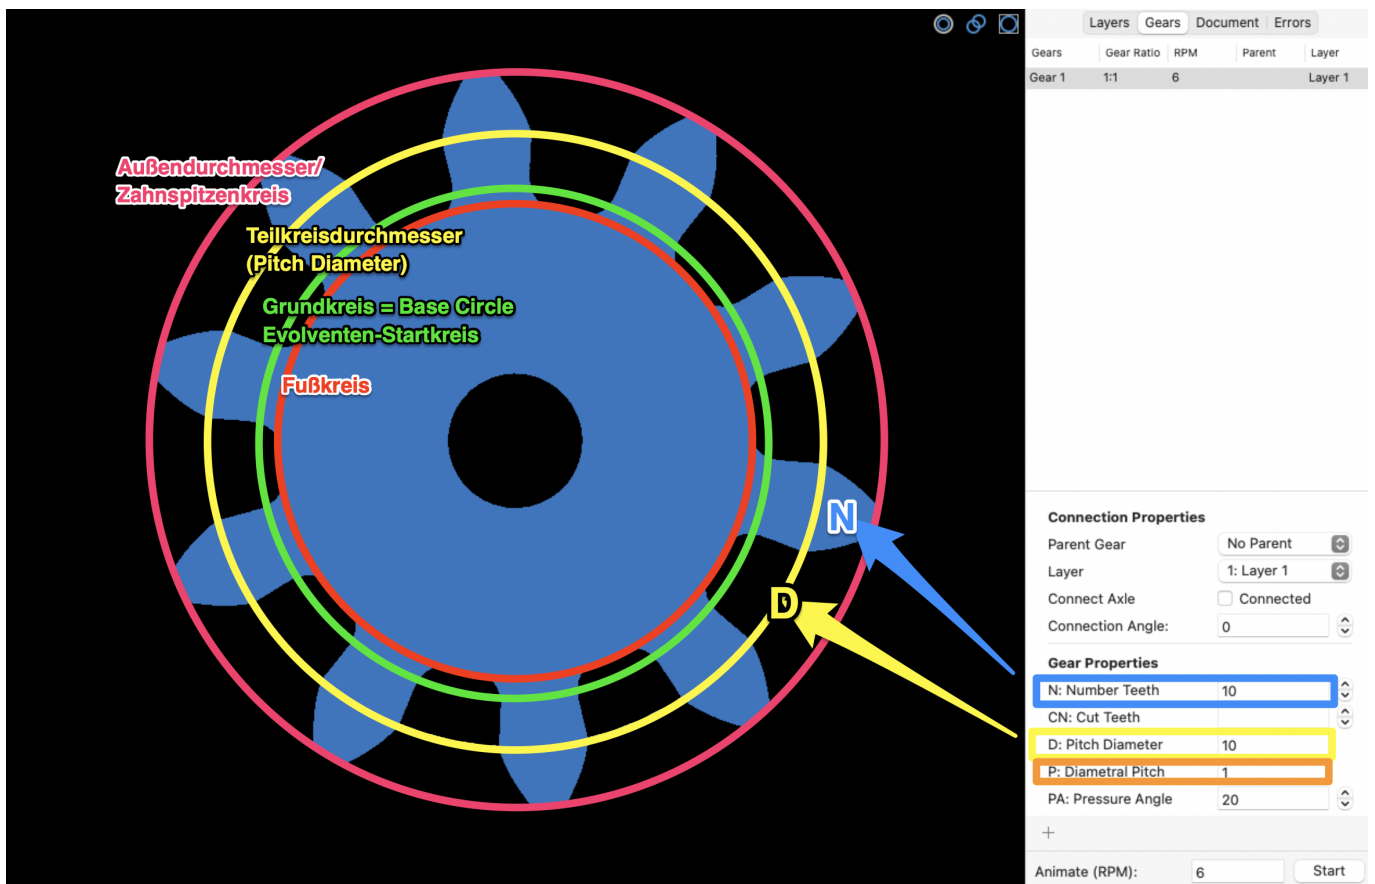 Layers Gears Document Errors
Gears Gear Ratio RPM Parent Layer
Gear 1 1:1 6 Layer 1
Außendurchmesser/
Zahnspitzenkreis
Teilkreisdurchmesser
(Pitch Diameter)
Grundkreis = Base Circle
Evolventen-Startkreis
Fußkreis
N
D
Connection Properties
Parent Gear No Parent
Layer 1: Layer 1
Connect Axle Connected
Connection Angle: 0
Gear Properties
N: Number Teeth 10
CN: Cut Teeth
D: Pitch Diameter 10
P: Diametral Pitch 1
PA: Pressure Angle 20
+
Animate (RPM): 6 Start